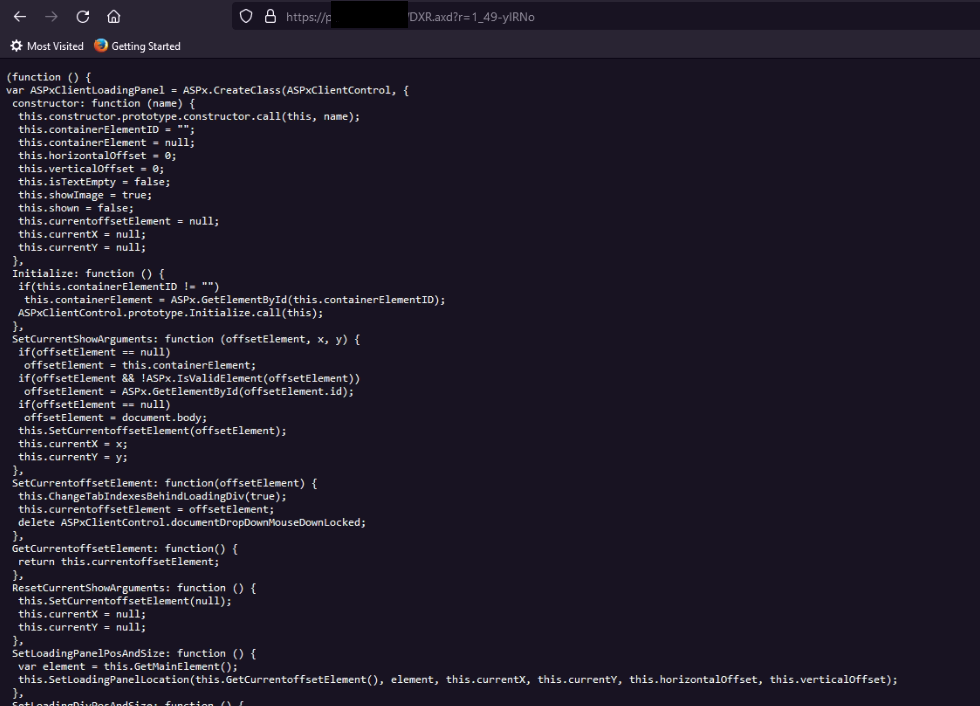 https://p /DXR.axd?r=1_49-ylRNo
Most Visited Getting Started
(function () {
var ASPxClientLoadingPanel = ASPx.CreateClass(ASPxClientControl, {
 constructor: function (name) {
  this.constructor.prototype.constructor.call(this, name);
  this.containerElementID = "";
  this.containerElement = null;
  this.horizontalOffset = 0;
  this.verticalOffset = 0;
  this.isTextEmpty = false;
  this.showImage = true;
  this.shown = false;
  this.currentoffsetElement = null;
  this.currentX = null;
  this.currentY = null;
 },
 Initialize: function () {
  if(this.containerElementID != "")
   this.containerElement = ASPx.GetElementById(this.containerElementID);
  ASPxClientControl.prototype.Initialize.call(this);
 },
 SetCurrentShowArguments: function (offsetElement, x, y) {
  if(offsetElement == null)
   offsetElement = this.containerElement;
  if(offsetElement && !ASPx.IsValidElement(offsetElement))
   offsetElement = ASPx.GetElementById(offsetElement.id);
  if(offsetElement == null)
   offsetElement = document.body;
  this.SetCurrentoffsetElement(offsetElement);
  this.currentX = x;
  this.currentY = y;
 },
 SetCurrentoffsetElement: function(offsetElement) {
  this.ChangeTabIndexesBehindLoadingDiv(true);
  this.currentoffsetElement = offsetElement;
  delete ASPxClientControl.documentDropDownMouseDownLocked;
 },
 GetCurrentoffsetElement: function() {
  return this.currentoffsetElement;
 },
 ResetCurrentShowArguments: function () {
  this.SetCurrentoffsetElement(null);
  this.currentX = null;
  this.currentY = null;
 },
 SetLoadingPanelPosAndSize: function () {
  var element = this.GetMainElement();
  this.SetLoadingPanelLocation(this.GetCurrentoffsetElement(), element, this.currentX, this.currentY, this.horizontalOffset, this.verticalOffset);
 },
 SetLoadingDivPosAndSize: function () {